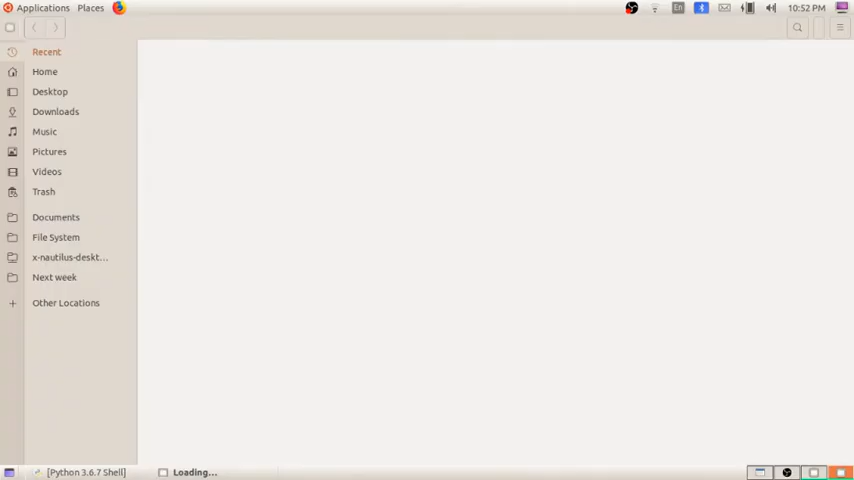 Applications Places En 10:52 PM
Recent
Home
Desktop
Downloads
Music
Pictures
Videos
Trash
Documents
File System
x-nautilus-deskt...
Next week
Other Locations
[Python 3.6.7 Shell] Loading...